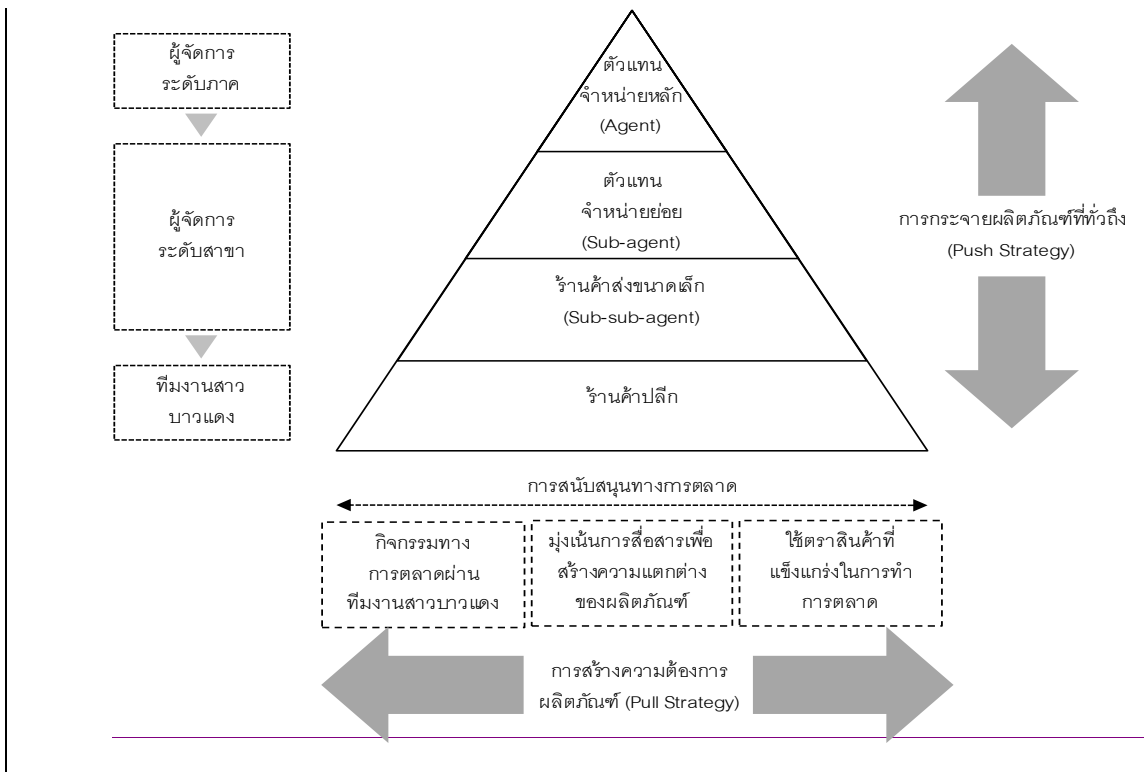 ผู้จัดการ
ระดับภาค
ผู้จัดการ
ระดับสาขา
ทีมงานสาว
บาวแดง
ตัวแทน
จำหน่ายหลัก
(Agent)
ตัวแทน
จำหน่ายย่อย
(Sub-agent)
ร้านค้าส่งขนาดเล็ก
(Sub-sub-agent)
ร้านค้าปลีก
การกระจายผลิตภัณฑ์ที่ทั่วถึง
(Push Strategy)
การสนับสนุนทางการตลาด
กิจกรรมทาง
การตลาดผ่าน
ทีมงานสาวบาวแดง
มุ่งเน้นการสื่อสารเพื่อ
สร้างความแตกต่าง
ของผลิตภัณฑ์
ใช้ตราสินค้าที่
แข็งแกร่งในการทำ
การตลาด
การสร้างความต้องการ
ผลิตภัณฑ์ (Pull Strategy)